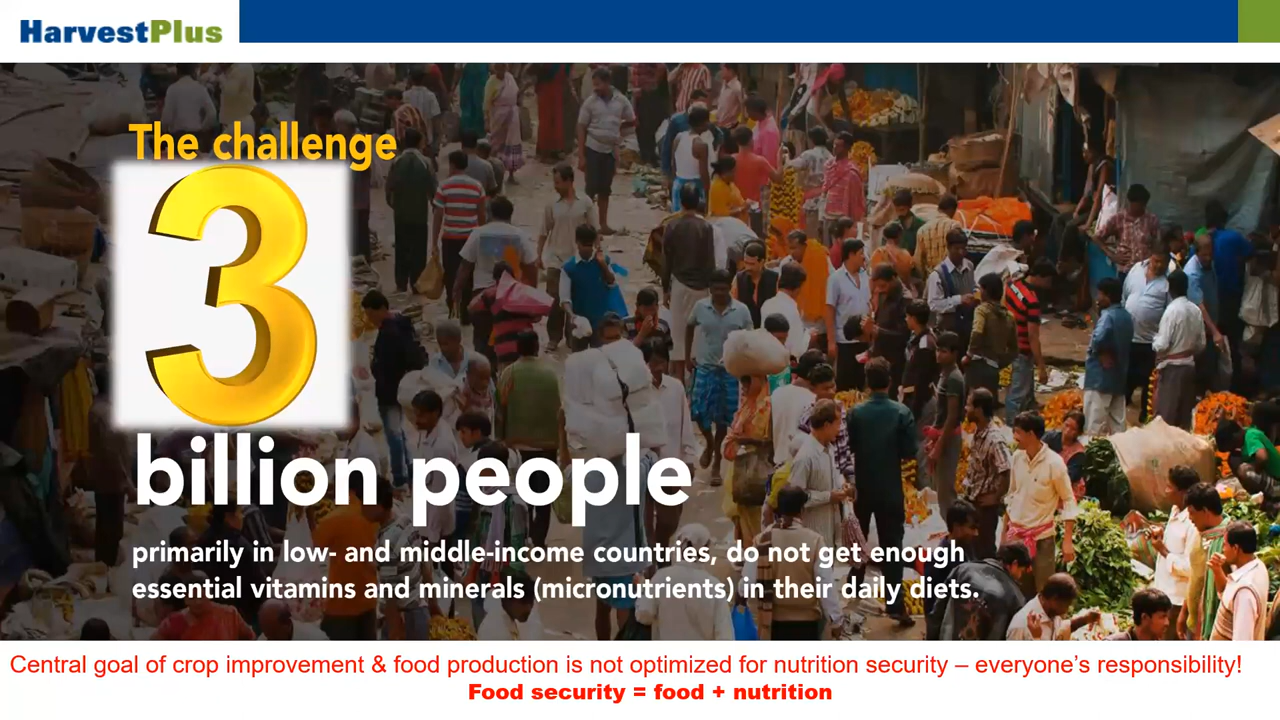 HarvestPlus
The challenge
3
billion people
primarily in low- and middle-income countries, do not get enough
essential vitamins and minerals (micronutrients) in their daily diets.
Central goal of crop improvement & food production is not optimized for nutrition security – everyone’s responsibility!
Food security = food + nutrition